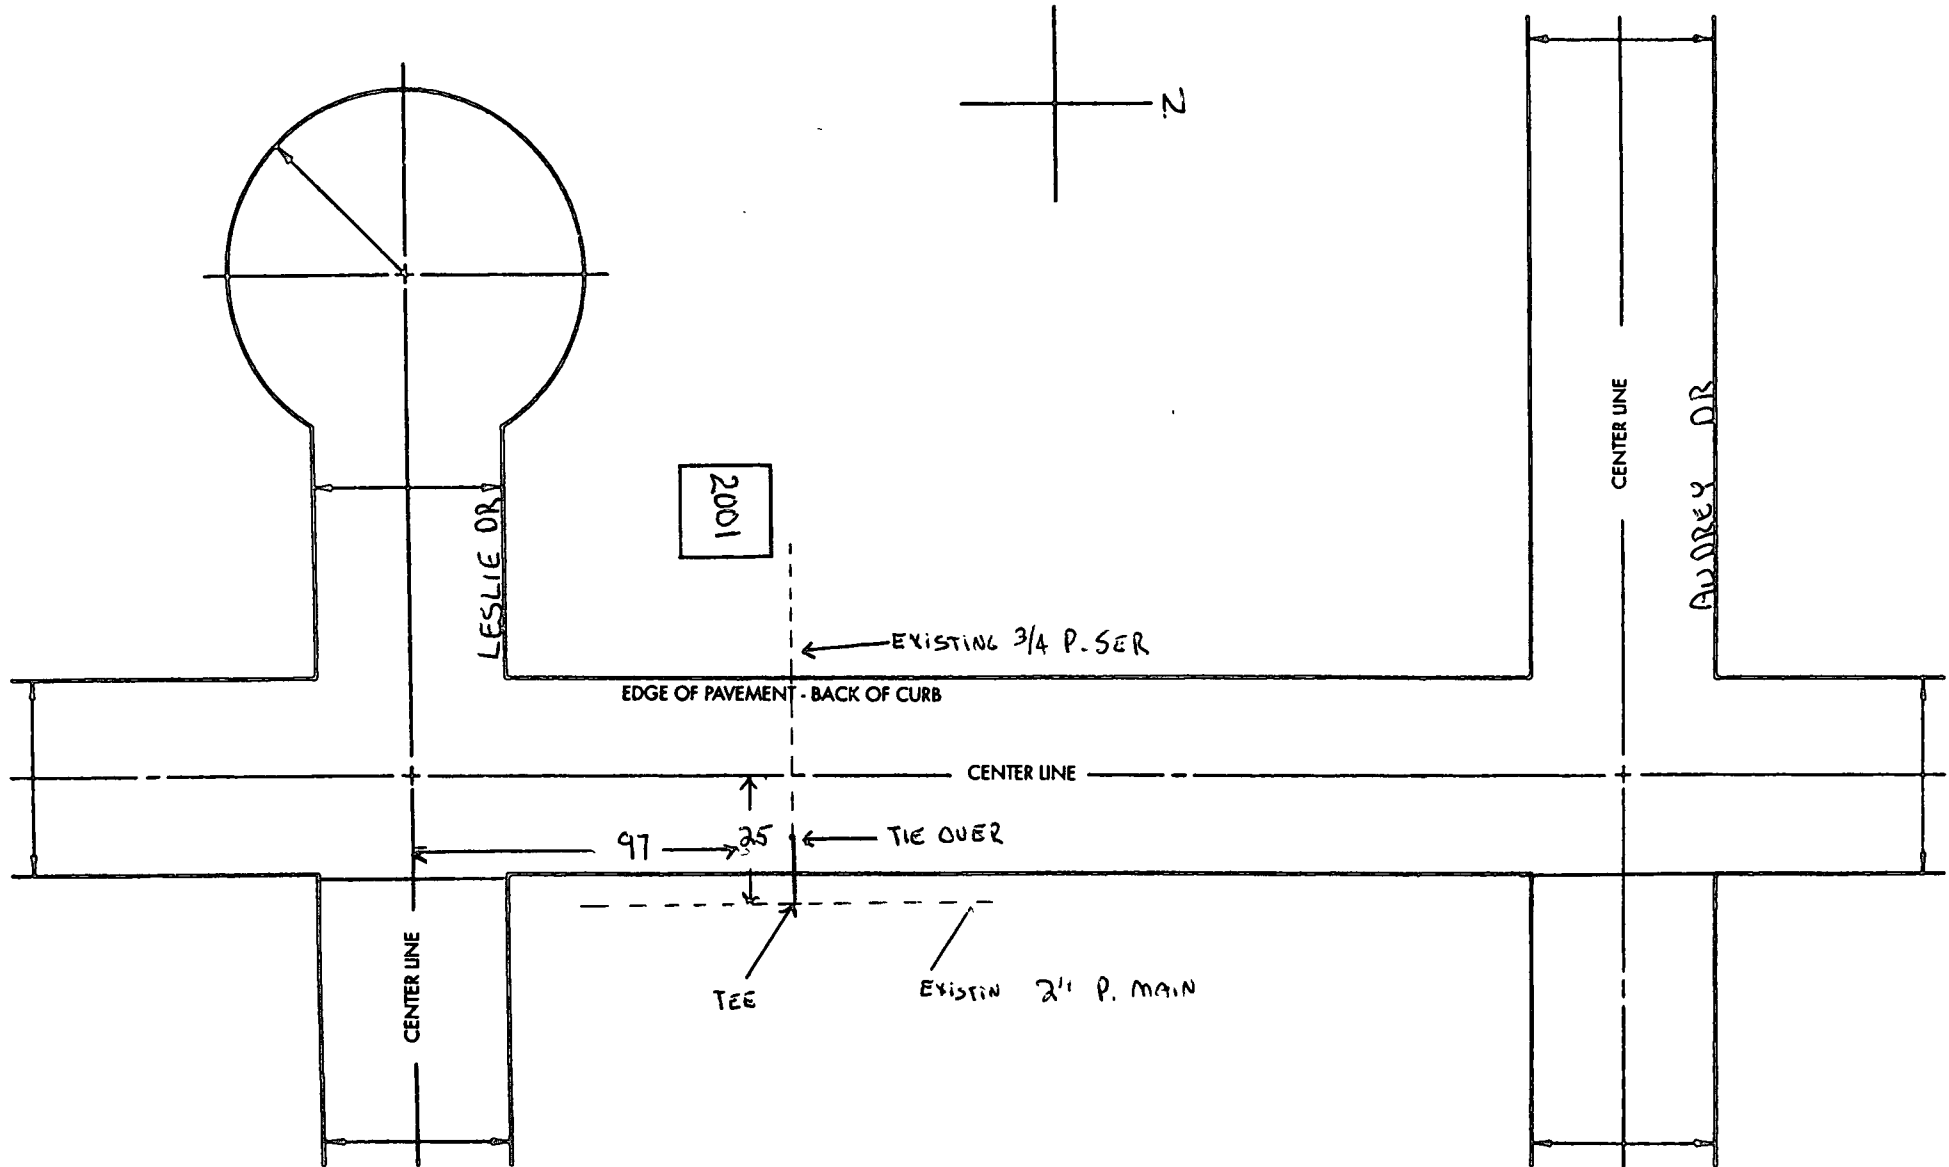 N
CENTER LINE
AUDREY DR
2001
LESLIE DR
EXISTING 3/4 P. SER
EDGE OF PAVEMENT - BACK OF CURB
CENTER LINE
97
25
TIE OVER
CENTER LINE
TEE
EXISTIN 2" P. MAIN